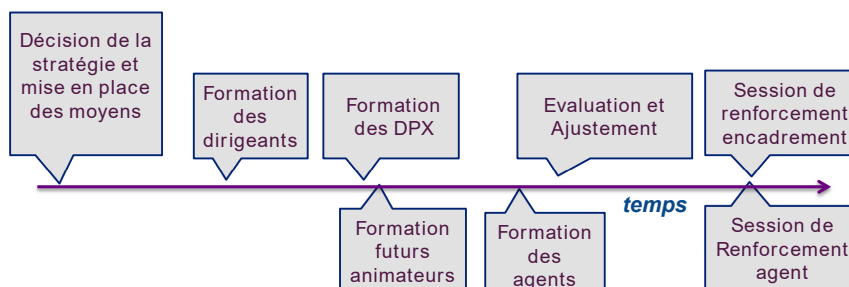 Décision de la
stratégie et
mise en place
des moyens
Formation
des
dirigeants
Formation
des DPX
Evaluation et
Ajustement
Session de
renforcement
encadrement
temps
Formation
futurs
animateurs
Formation
des
agents
Session de
Renforcement
agent